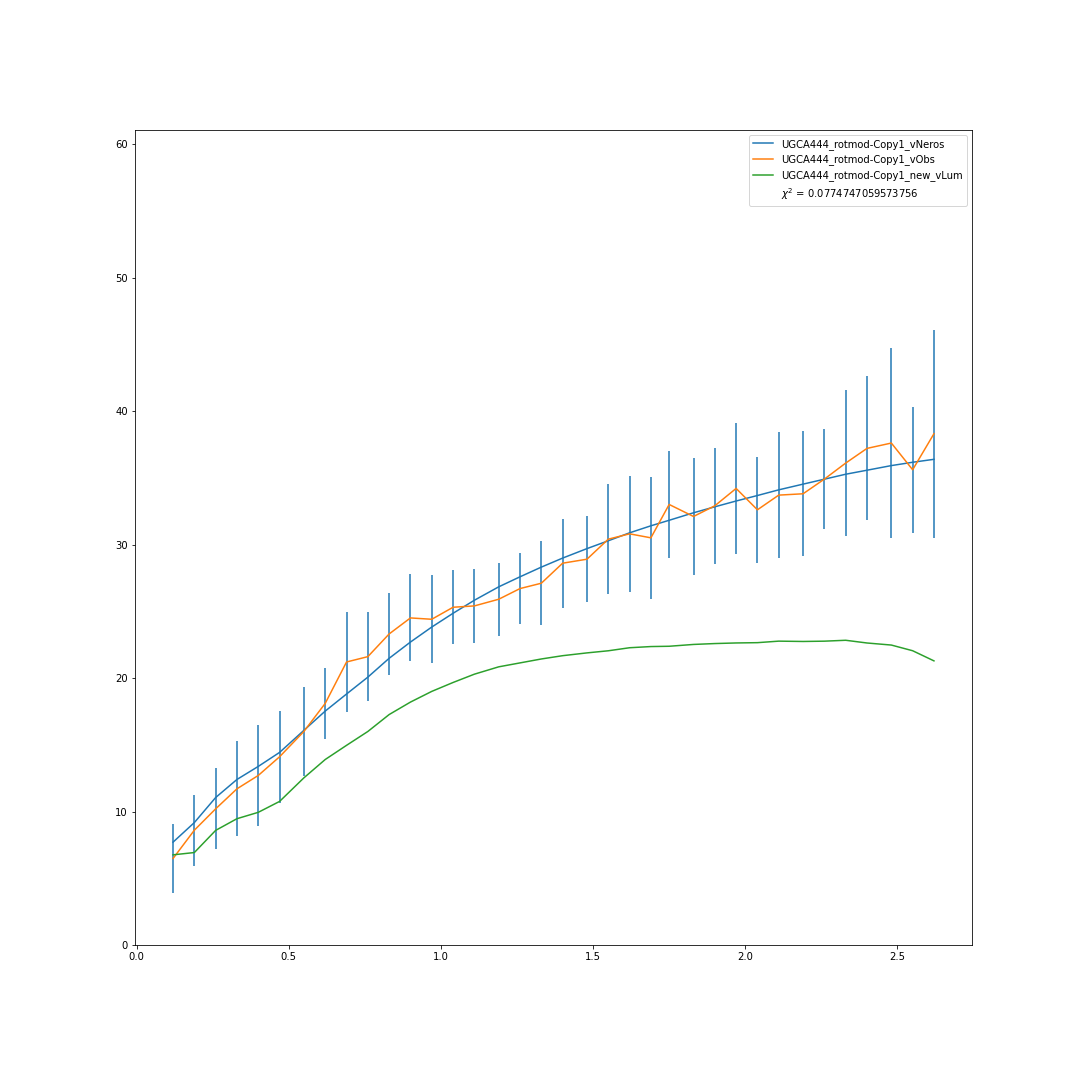 60
50
40
30
20
10
0
0.0 0.5 1.0 1.5 2.0 2.5
UGCA444_rotmod-Copy1_vNeros
UGCA444_rotmod-Copy1_vObs
UGCA444_rotmod-Copy1_new_vLum
χ² = 0.0774747059573756